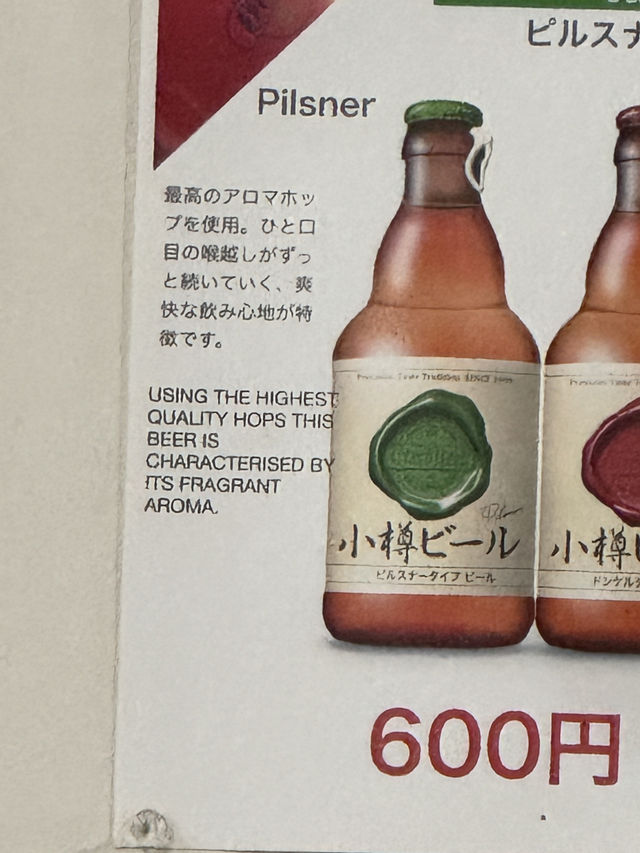 ピルスナ
Pilsner
最高のアロマホッ
プを使用。ひと口
目の喉越しがずっ
と続いていく、爽
快な飲み心地が特
徴です。
USING THE HIGHEST
QUALITY HOPS THIS
BEER IS
CHARACTERISED BY
ITS FRAGRANT
AROMA.
小樽ビール
ピルスナータイプ ビール
小樽
ドンケル
600円